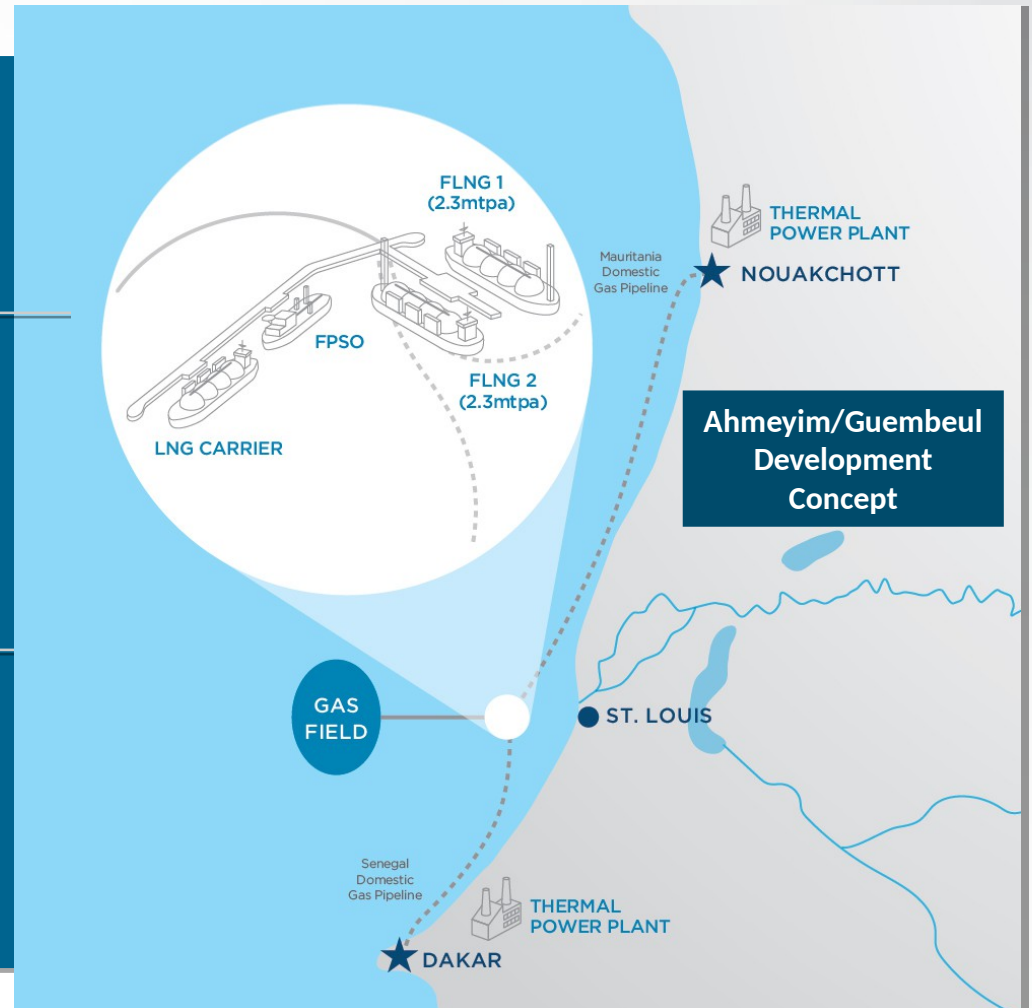 FLNG 1
(2.3mtpa)
THERMAL
POWER PLANT
Mauritania
Domestic
Gas Pipeline
NOUAKCHOTT
FPSO
FLNG 2
(2.3mtpa)
LNG CARRIER
Ahmeyim/Guembeul
Development
Concept
GAS
FIELD
ST. LOUIS
Senegal
Domestic
Gas Pipeline
THERMAL
POWER PLANT
DAKAR